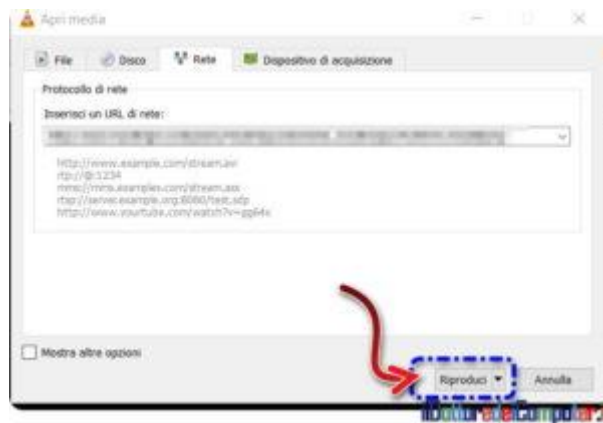 Apri media
File Disco Rete Dispositivo di acquisizione
Protocollo di rete
Inserisci un URL di rete:
http://www.example.com/stream.avi
rtp://@:1234
mms://mms.examples.com/stream.asx
rtsp://server.example.org:8080/test.sdp
http://www.yourtube.com/watch?v=gg64x
Mostra altre opzioni
Riproduci Annulla
ilDottoredeiComputer